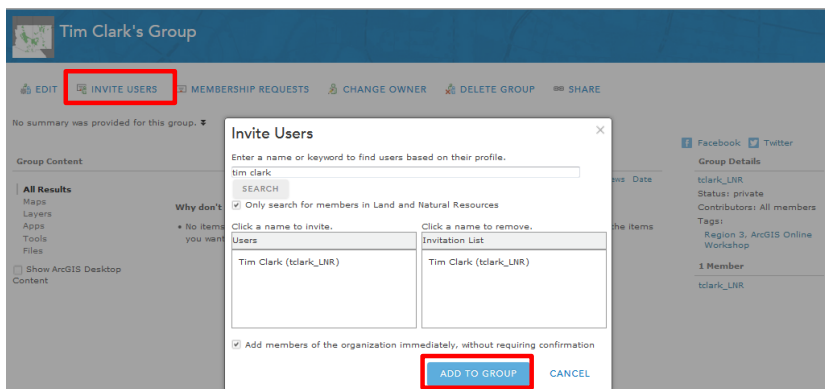 Tim Clark's Group
EDIT INVITE USERS MEMBERSHIP REQUESTS CHANGE OWNER DELETE GROUP SHARE
No summary was provided for this group.
Facebook Twitter
Group Content
Group Details
All Results
Maps
Layers
Apps
Tools
Files
Show ArcGIS Desktop
Content
Why don't
• No items
you want
Invite Users
Enter a name or keyword to find users based on their profile.
tim clark
SEARCH
Only search for members in Land and Natural Resources
Click a name to invite. Click a name to remove.
Users Invitation List
Tim Clark (tclark_LNR) Tim Clark (tclark_LNR)
Add members of the organization immediately, without requiring confirmation
ADD TO GROUP CANCEL
Date
the items
tclark_LNR
Status: private
Contributors: All members
Tags:
Region 3, ArcGIS Online
Workshop
1 Member
tclark_LNR